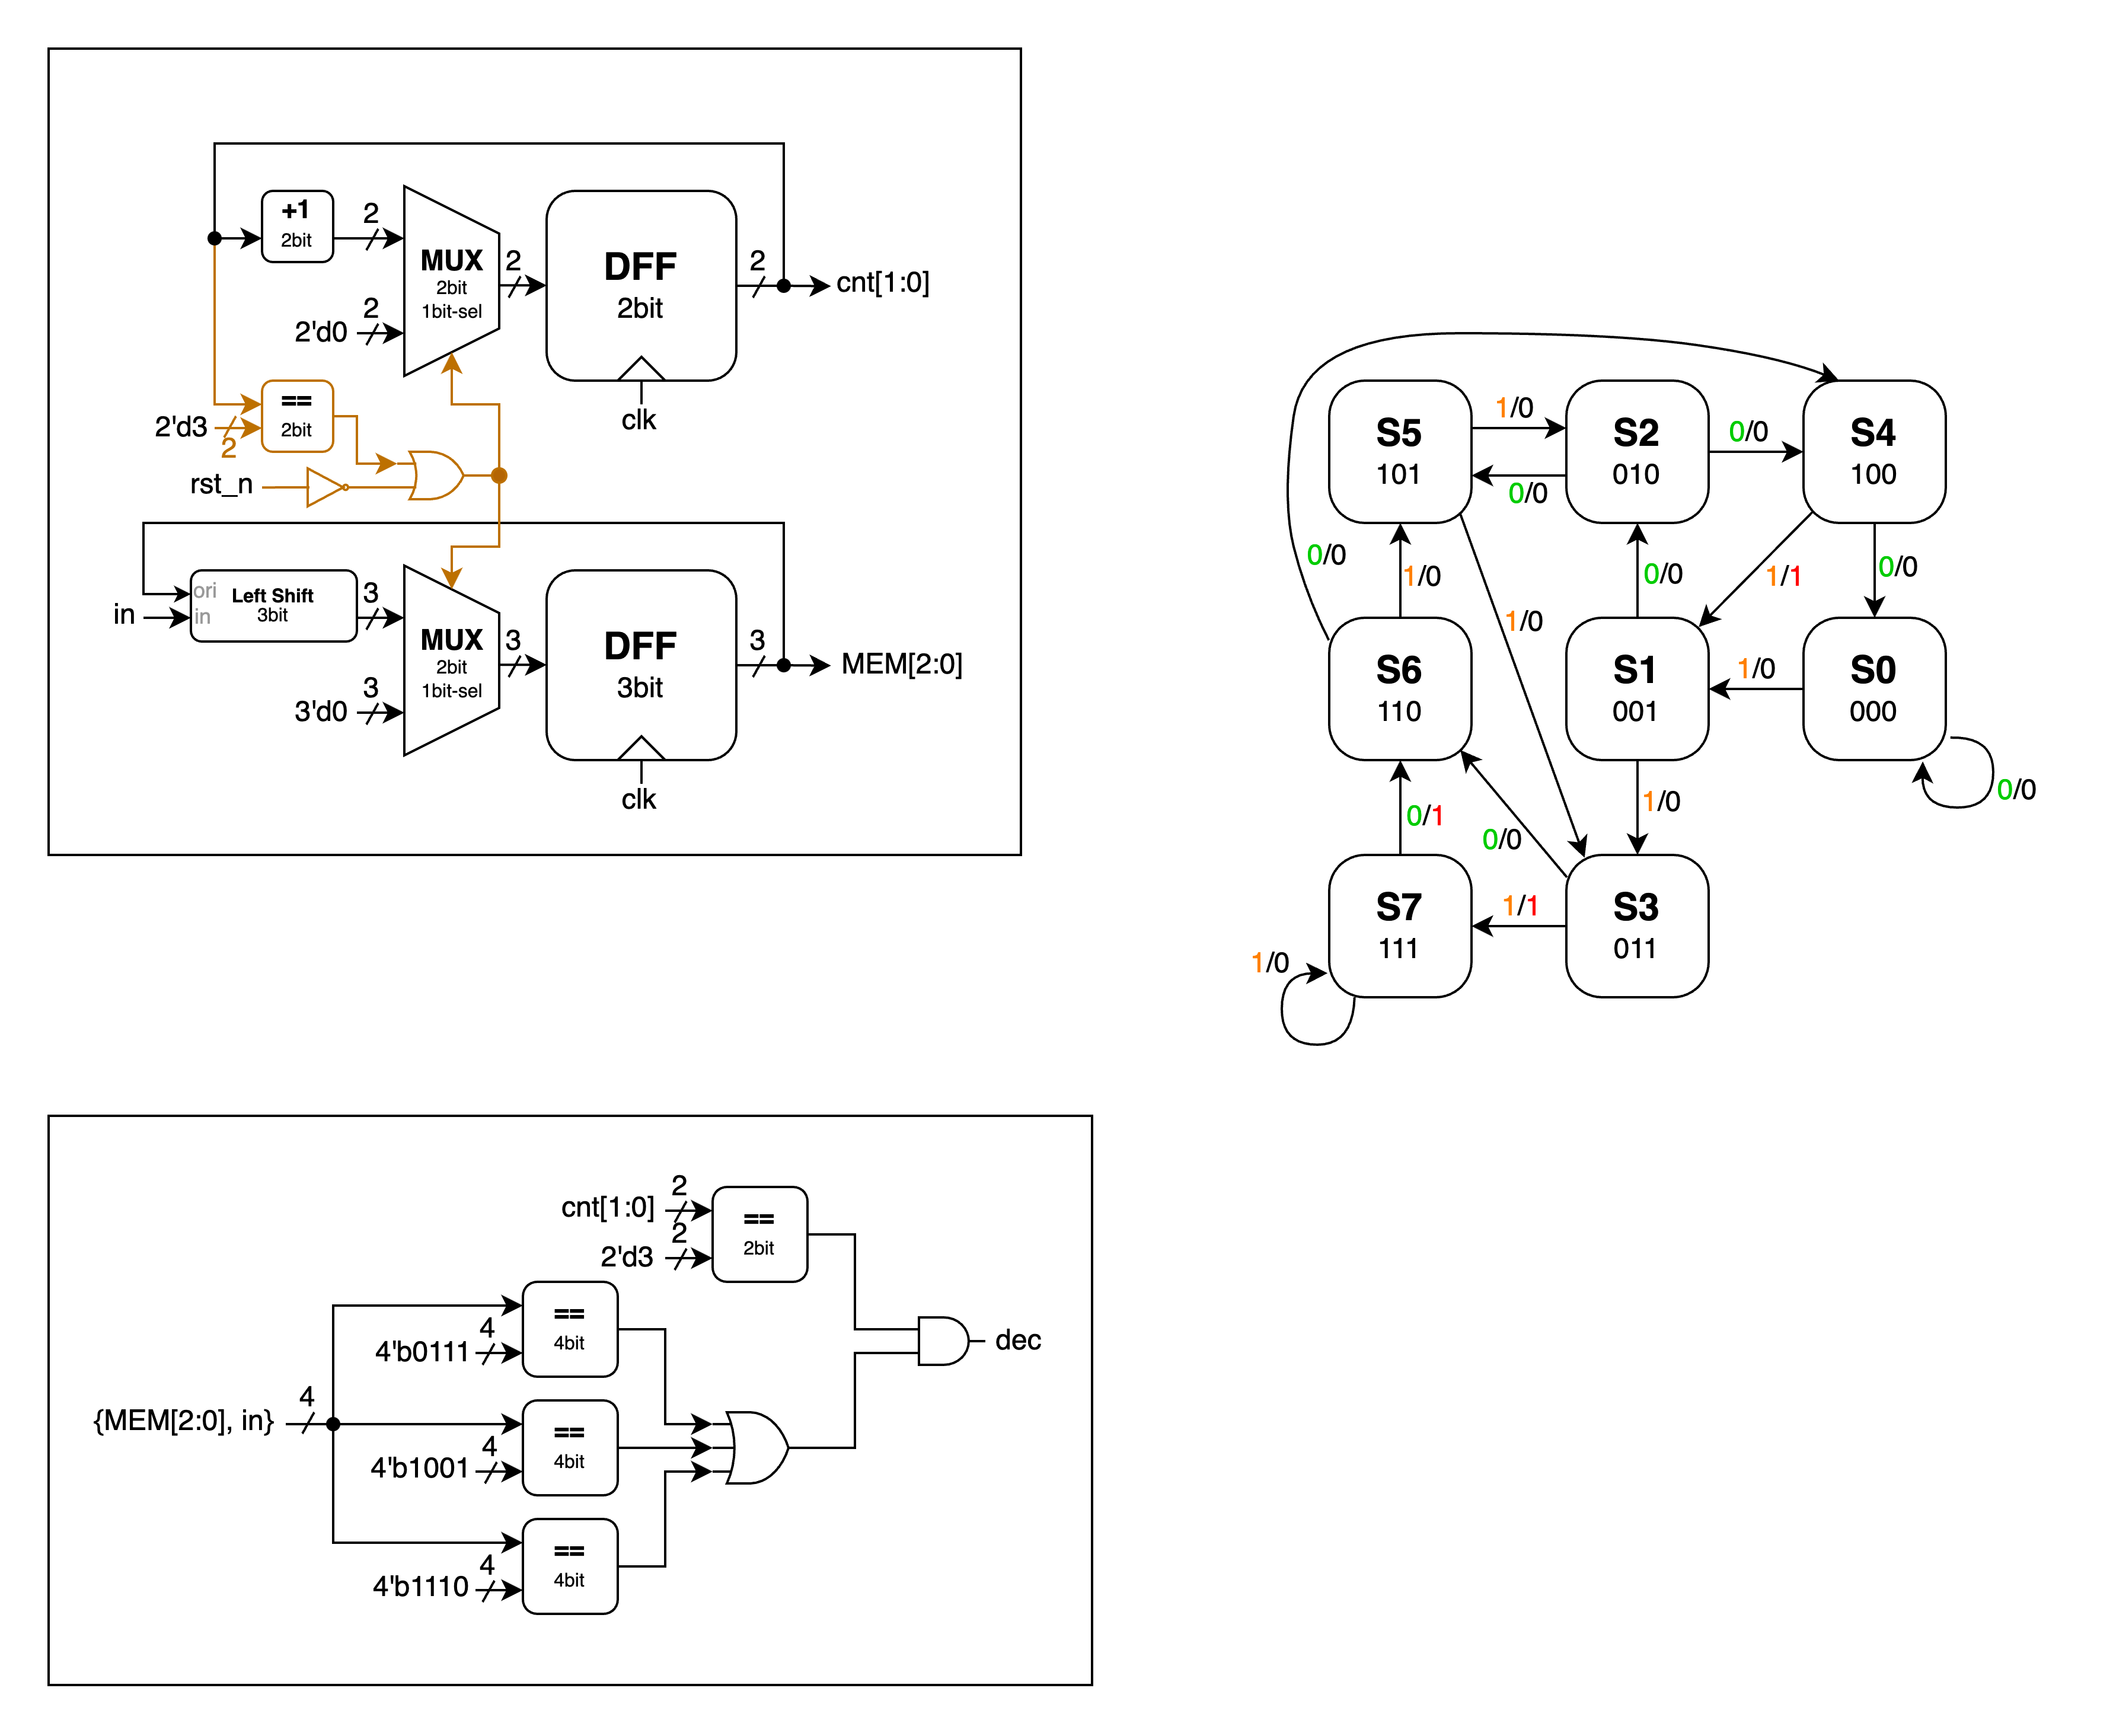 +1
2bit
2
MUX
2bit
1bit-sel
2
DFF
2bit
2
cnt[1:0]
2'd0
2
clk
2'd3
2
==
2bit
rst_n
in
ori
in
Left Shift
3bit
3
MUX
2bit
1bit-sel
3
DFF
3bit
3
MEM[2:0]
3'd0
3
clk
S5
101
1/0
0/0
S2
010
0/0
S4
100
0/0
1/0
1/0
0/0
1/1
0/0
S6
110
S1
001
1/0
S0
000
0/0
0/1
0/0
1/0
S7
111
1/1
S3
011
1/0
cnt[1:0]
2
2'd3
2
==
2bit
{MEM[2:0], in}
4
4'b0111
4
==
4bit
4'b1001
4
==
4bit
4'b1110
4
==
4bit
dec